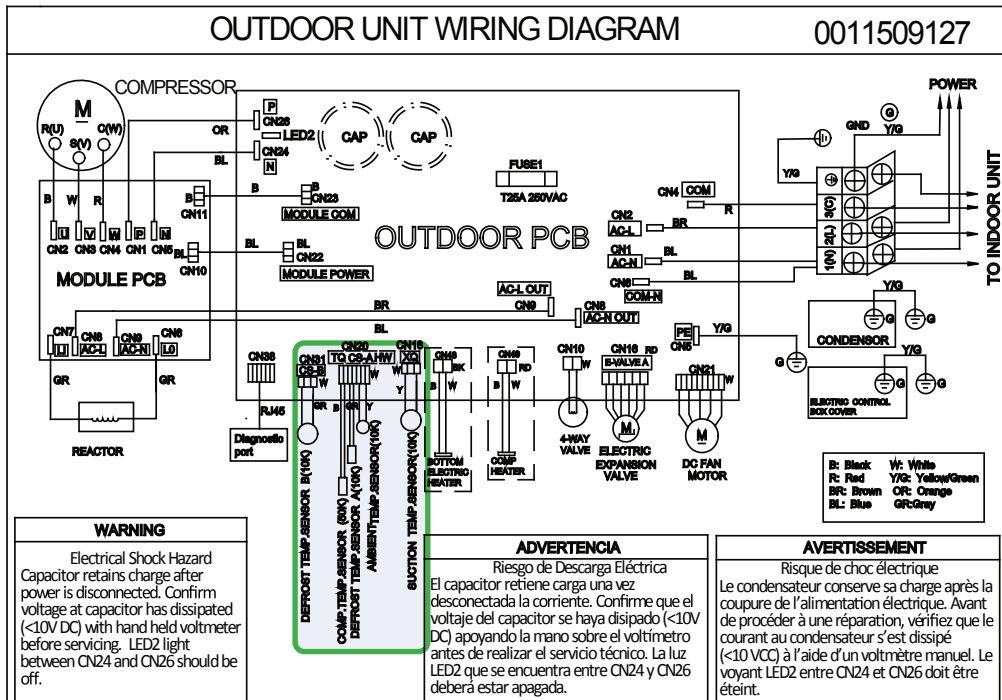 OUTDOOR UNIT WIRING DIAGRAM
0011509127
COMPRESSOR
M
R(U)
S(V)
C(W)
P
CN26
LED2
CN24
N
OR
BL
CAP
CAP
FUSE1
T25A 250VAC
POWER
G
GND
Y/G
Y/G
3(C)
2(L)
1(N)
TO INDOOR UNIT
CN4
COM
R
CN2
AC-L
BR
CN1
AC-N
BL
CN6
COM-N
BL
B
W
R
U
V
W
P
N
CN2
CN3
CN4
CN1
CN5
MODULE PCB
B
CN11
B
B
CN23
MODULE COM
BL
CN10
BL
BL
CN22
MODULE POWER
OUTDOOR PCB
AC-L OUT
CN9
BR
CN8
AC-N OUT
BL
CN7
LI
CN8
AC-L
CN9
AC-N
CN6
LO
GR
GR
REACTOR
CN38
RJ45
Diagnostic
port
CN31
CS-B
W
GR
DEFROST TEMP.SENSOR B(10K)
CN20
TQ CS-A HW
W
B
GR
Y
COMP.TEMP.SENSOR (50K)
DEFROST TEMP.SENSOR A(10K)
AMBIENT TEMP.SENSOR(10K)
CN18
XQ
W
Y
SUCTION TEMP.SENSOR(10K)
CN48
BK
B
W
BOTTOM
ELECTRIC
HEATER
CN49
RD
B
W
COMP
HEATER
CN10
W
4-WAY
VALVE
CN16
RD
E-VALVE A
M
ELECTRIC
EXPANSION
VALVE
CN21
W
M
DC FAN
MOTOR
PE
CN5
Y/G
G
Y/G
G
G
CONDENSOR
Y/G
G
G
ELECTRIC CONTROL
BOX COVER
B: Black W: White
R: Red Y/G: Yellow/Green
BR: Brown OR: Orange
BL: Blue GR:Gray
WARNING
Electrical Shock Hazard
Capacitor retains charge after
power is disconnected. Confirm
voltage at capacitor has dissipated
(<10V DC) with hand held voltmeter
before servicing. LED2 light
between CN24 and CN26 should be
off.
ADVERTENCIA
Riesgo de Descarga Eléctrica
El capacitor retiene carga una vez
desconectada la corriente. Confirme que el
voltaje del capacitor se haya disipado (<10V
DC) apoyando la mano sobre el voltímetro
antes de realizar el servicio técnico. La luz
LED2 que se encuentra entre CN24 y CN26
deberá estar apagada.
AVERTISSEMENT
Risque de choc électrique
Le condensateur conserve sa charge après la
coupure de l'alimentation électrique. Avant
de procéder à une réparation, vérifiez que le
courant au condensateur s'est dissipé
(<10 VCC) à l'aide d'un voltmètre manuel. Le
voyant LED2 entre CN24 et CN26 doit être
éteint.